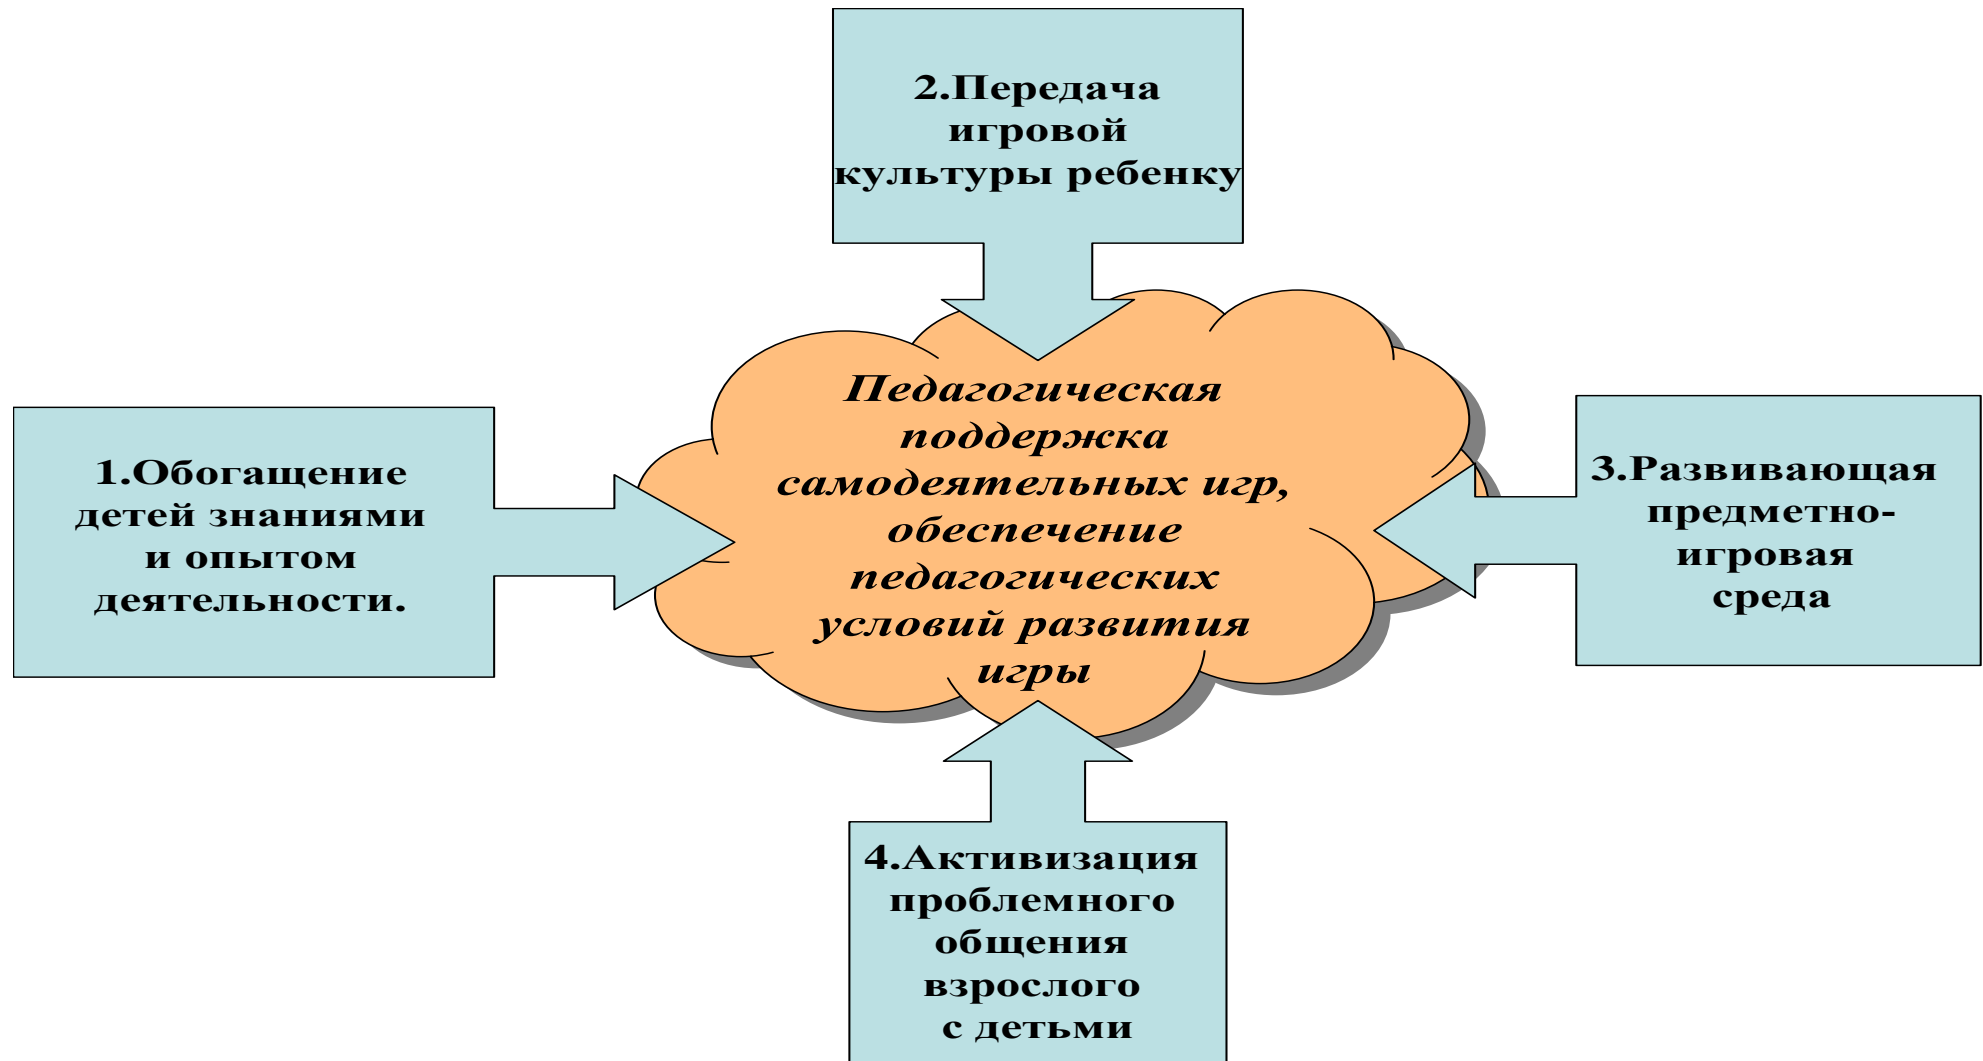 2.Передача
игровой
культуры ребенку
Педагогическая
поддержка
самодеятельных игр,
обеспечение
педагогических
условий развития
игры
1.Обогащение
детей знаниями
и опытом
деятельности.
3.Развивающая
предметно-
игровая
среда
4.Активизация
проблемного
общения
взрослого
с детьми